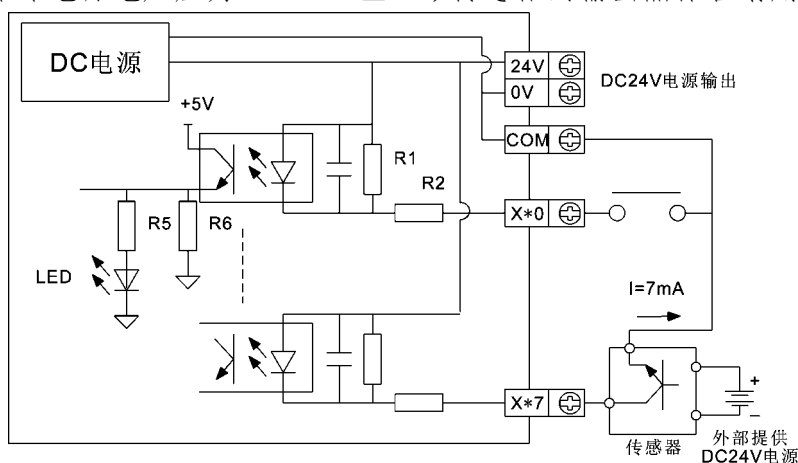 DC电源
24V
0V
DC24V电源输出
+5V
COM
R1
R2
X*0
R5
R6
LED
I=7mA
X*7
+
−
传感器
外部提供
DC24V电源